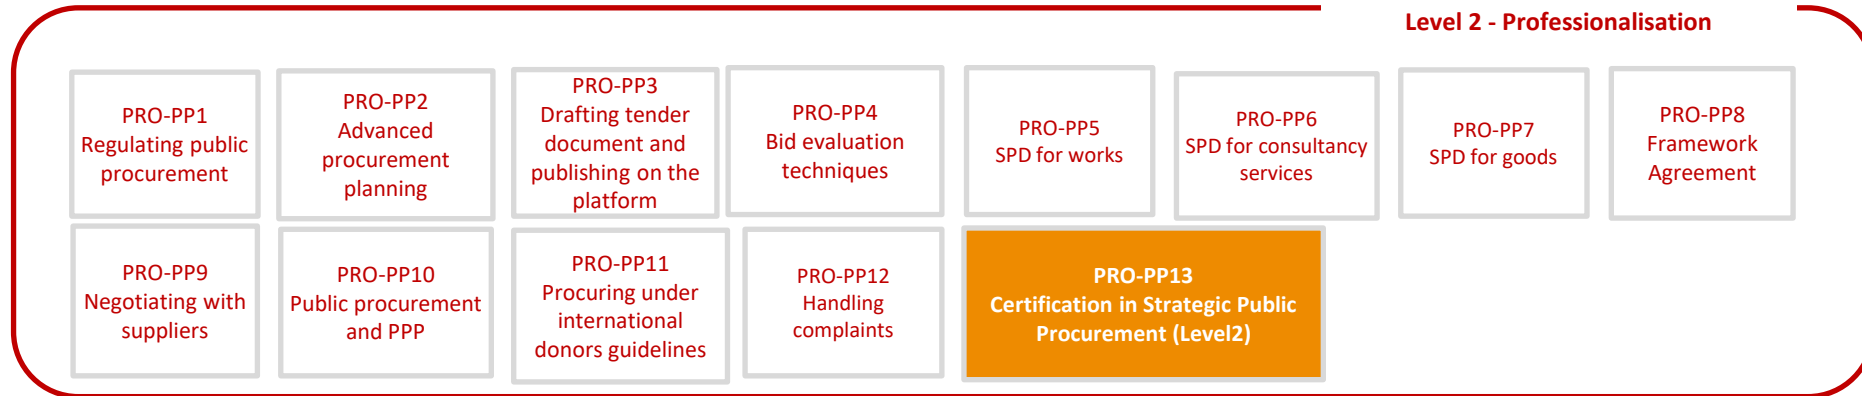 Level 2 - Professionalisation
PRO-PP1
Regulating public
procurement
PRO-PP2
Advanced
procurement
planning
PRO-PP3
Drafting tender
document and
publishing on the
platform
PRO-PP4
Bid evaluation
techniques
PRO-PP5
SPD for works
PRO-PP6
SPD for consultancy
services
PRO-PP7
SPD for goods
PRO-PP8
Framework
Agreement
PRO-PP9
Negotiating with
suppliers
PRO-PP10
Public procurement
and PPP
PRO-PP11
Procuring under
international
donors guidelines
PRO-PP12
Handling
complaints
PRO-PP13
Certification in Strategic Public
Procurement (Level2)